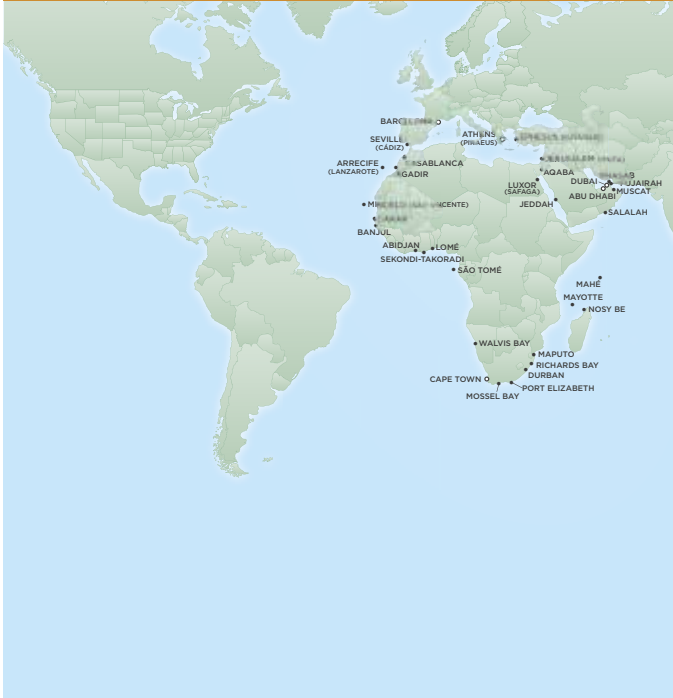 ATHENS
(PIRAEUS)
SEVILLE
(CÁDIZ)
ARRECIFE
(LANZAROTE)
AQABA
LUXOR
(SAFAGA)
JEDDAH
DUBAI
ABU DHABI
MUSCAT
SALALAH
BANJUL
ABIDJAN
LOMÉ
SEKONDI-TAKORADI
SÃO TOMÉ
MAHÉ
MAYOTTE
NOSY BE
WALVIS BAY
MAPUTO
RICHARDS BAY
DURBAN
CAPE TOWN
PORT ELIZABETH
MOSSEL BAY